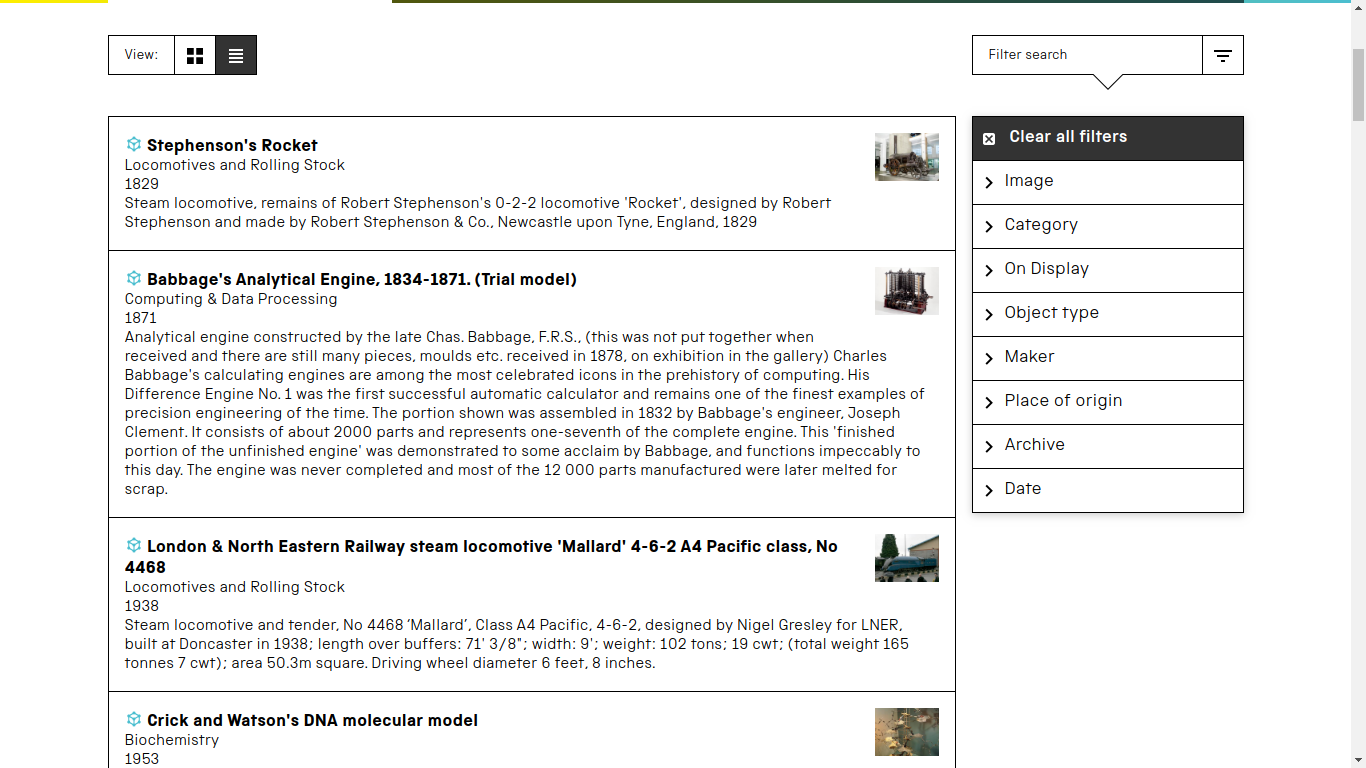 View:
Filter search
Stephenson's Rocket
Locomotives and Rolling Stock
1829
Steam locomotive, remains of Robert Stephenson's 0-2-2 locomotive 'Rocket', designed by Robert
Stephenson and made by Robert Stephenson & Co., Newcastle upon Tyne, England, 1829
Babbage's Analytical Engine, 1834-1871. (Trial model)
Computing & Data Processing
1871
Analytical engine constructed by the late Chas. Babbage, F.R.S., (this was not put together when
received and there are still many pieces, moulds etc. received in 1878, on exhibition in the gallery) Charles
Babbage's calculating engines are among the most celebrated icons in the prehistory of computing. His
Difference Engine No. 1 was the first successful automatic calculator and remains one of the finest examples of
precision engineering of the time. The portion shown was assembled in 1832 by Babbage's engineer, Joseph
Clement. It consists of about 2000 parts and represents one-seventh of the complete engine. This 'finished
portion of the unfinished engine' was demonstrated to some acclaim by Babbage, and functions impeccably to
this day. The engine was never completed and most of the 12 000 parts manufactured were later melted for
scrap.
London & North Eastern Railway steam locomotive 'Mallard' 4-6-2 A4 Pacific class, No
4468
Locomotives and Rolling Stock
1938
Steam locomotive and tender, No 4468 ‘Mallard’, Class A4 Pacific, 4-6-2, designed by Nigel Gresley for LNER,
built at Doncaster in 1938; length over buffers: 71' 3/8"; width: 9'; weight: 102 tons; 19 cwt; (total weight 165
tonnes 7 cwt); area 50.3m square. Driving wheel diameter 6 feet, 8 inches.
Crick and Watson's DNA molecular model
Biochemistry
1953
Clear all filters
Image
Category
On Display
Object type
Maker
Place of origin
Archive
Date